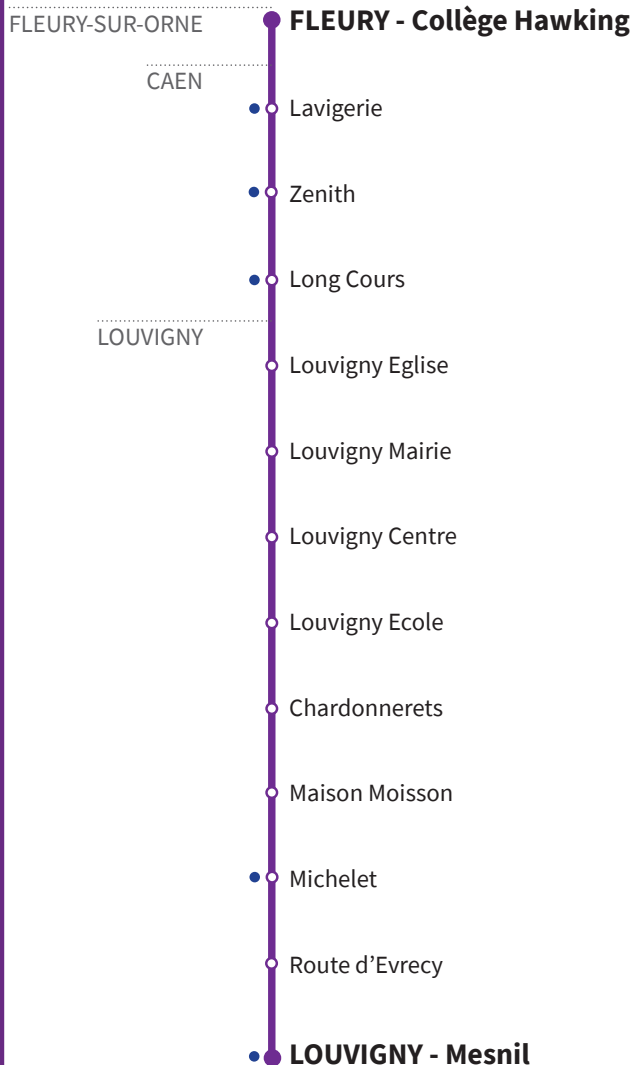 FLEURY-SUR-ORNE
FLEURY - Collège Hawking
CAEN
Lavigerie
Zenith
Long Cours
LOUVIGNY
Louvigny Eglise
Louvigny Mairie
Louvigny Centre
Louvigny Ecole
Chardonnerets
Maison Moisson
Michelet
Route d’Evrecy
LOUVIGNY - Mesnil